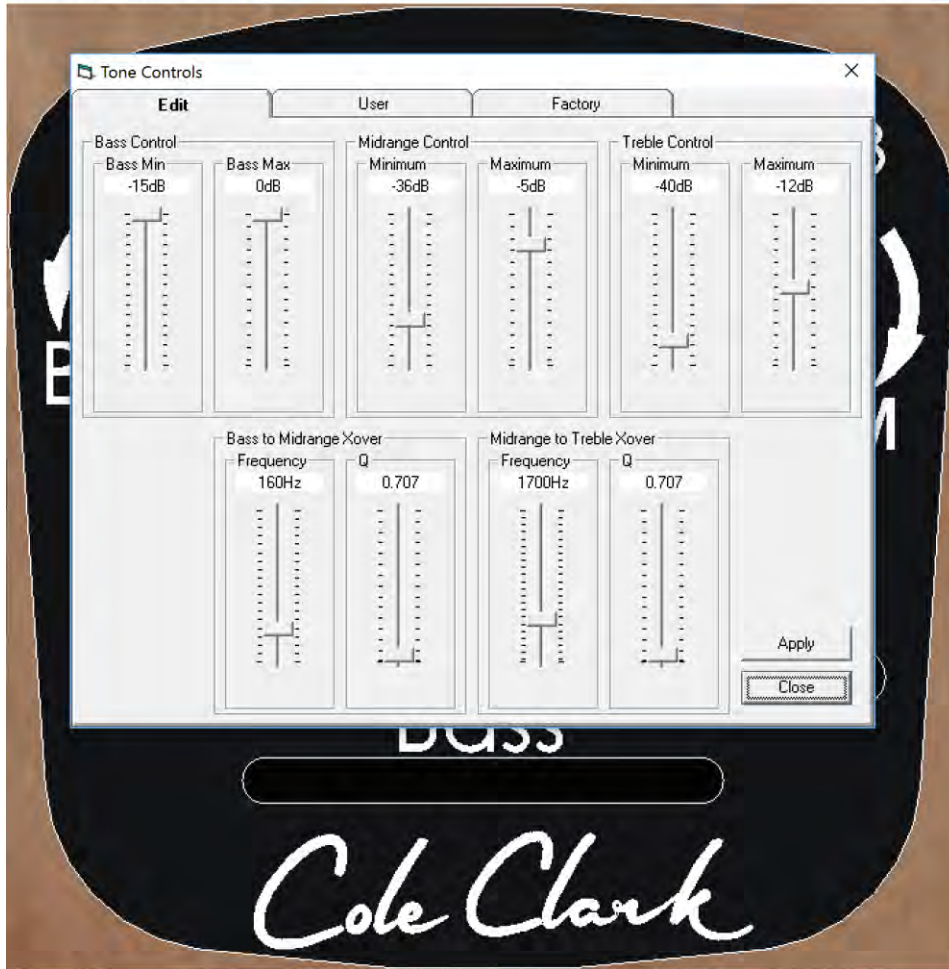 Tone Controls
Edit User Factory
Bass Control Midrange Control Treble Control
Bass Min Bass Max Minimum Maximum Minimum Maximum
-15dB 0dB -36dB -5dB -40dB -12dB
Bass to Midrange Xover Midrange to Treble Xover
Frequency Q Frequency Q
160Hz 0.707 1700Hz 0.707
Apply
Close
Bass
Cole Clark